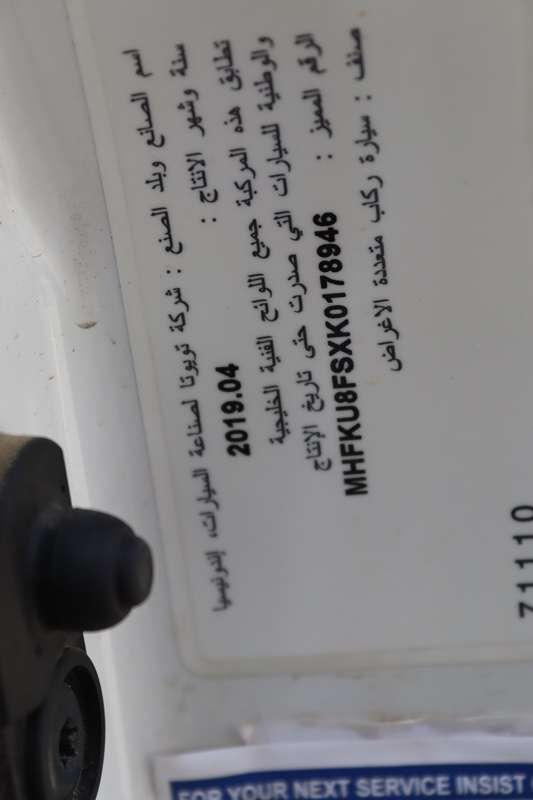 اسم الصانع وبلد الصنع : شركة تويوتا لصناعة السيارات، إندونيسيا
سنة وشهر الانتاج : 2019.04
تطابق هذه المركبة جميع اللوائح الفنية الخليجية
والوطنية للسيارات التي صدرت حتى تاريخ الإنتاج
الرقم المميز : MHFKU8FSXK0178946
صنف : سيارة ركاب متعددة الاغراض
71110
FOR YOUR NEXT SERVICE INSIST